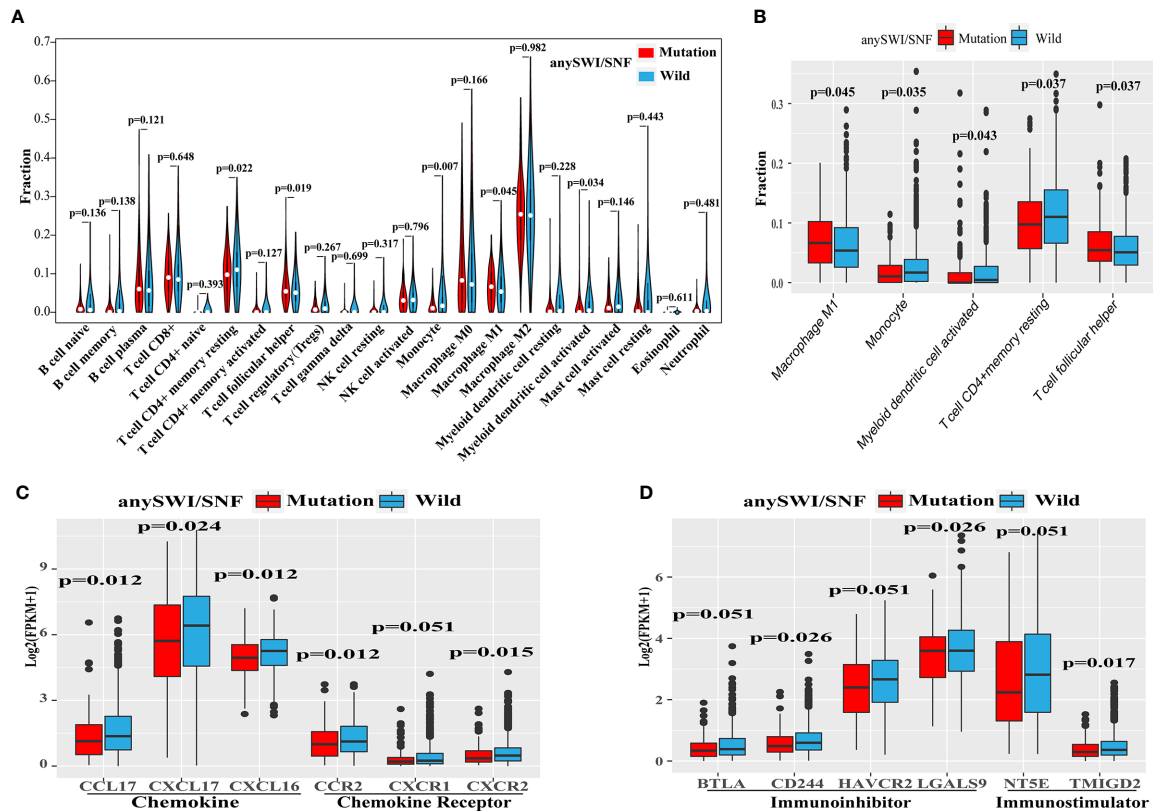 A
0.7
0.6
0.5
0.4
0.3
0.2
0.1
0.0
Fraction
anySWI/SNF
Mutation
Wild
p=0.136
p=0.138
p=0.121
p=0.648
p=0.393
p=0.022
p=0.127
p=0.019
p=0.267
p=0.699
p=0.317
p=0.796
p=0.007
p=0.166
p=0.045
p=0.982
p=0.228
p=0.034
p=0.146
p=0.443
p=0.611
p=0.481
B cell naive
B cell memory
B cell plasma
T cell CD8+
T cell CD4+ naive
T cell CD4+ memory resting
T cell CD4+ memory activated
T cell follicular helper
T cell regulatory(Tregs)
T cell gamma delta
NK cell resting
NK cell activated
Monocyte
Macrophage M0
Macrophage M1
Macrophage M2
Myeloid dendritic cell resting
Myeloid dendritic cell activated
Mast cell activated
Mast cell resting
Eosinophil
Neutrophil
B
anySWI/SNF Mutation Wild
0.3
0.2
0.1
0.0
Fraction
p=0.045
p=0.035
p=0.043
p=0.037
p=0.037
Macrophage M1
Monocyte
Myeloid dendritic cell activated
T cell CD4+memory resting
T cell follicular helper
C
anySWI/SNF Mutation Wild
9
6
3
0
Log2(FPKM+1)
p=0.012
p=0.024
p=0.012
p=0.012
p=0.051
p=0.015
CCL17 CXCL17 CXCL16 CCR2 CXCR1 CXCR2
Chemokine Chemokine Receptor
D
anySWI/SNF Mutation Wild
6
4
2
0
Log2(FPKM+1)
p=0.051
p=0.026
p=0.051
p=0.026
p=0.051
p=0.017
BTLA CD244 HAVCR2 LGALS9 NT5E TMIGD2
Immunoinhibitor Immunostimulator